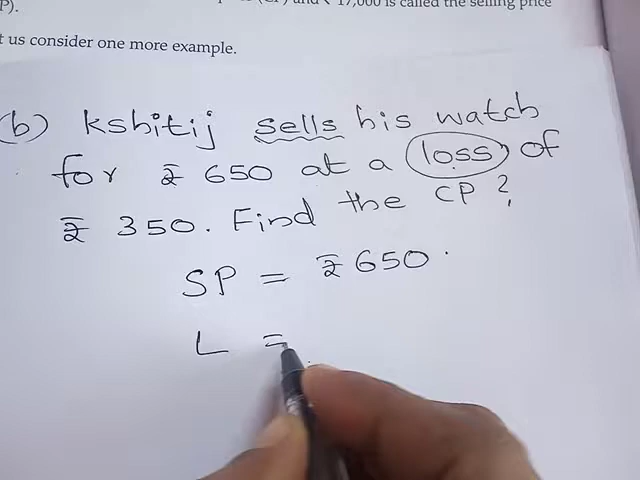 P).
(CP) and ₹ 17,000 is called the selling price
t us consider one more example.
(b) kshitij sells his watch
for ₹ 650 at a loss of
₹ 350. Find the CP?
SP = ₹ 650.
L =